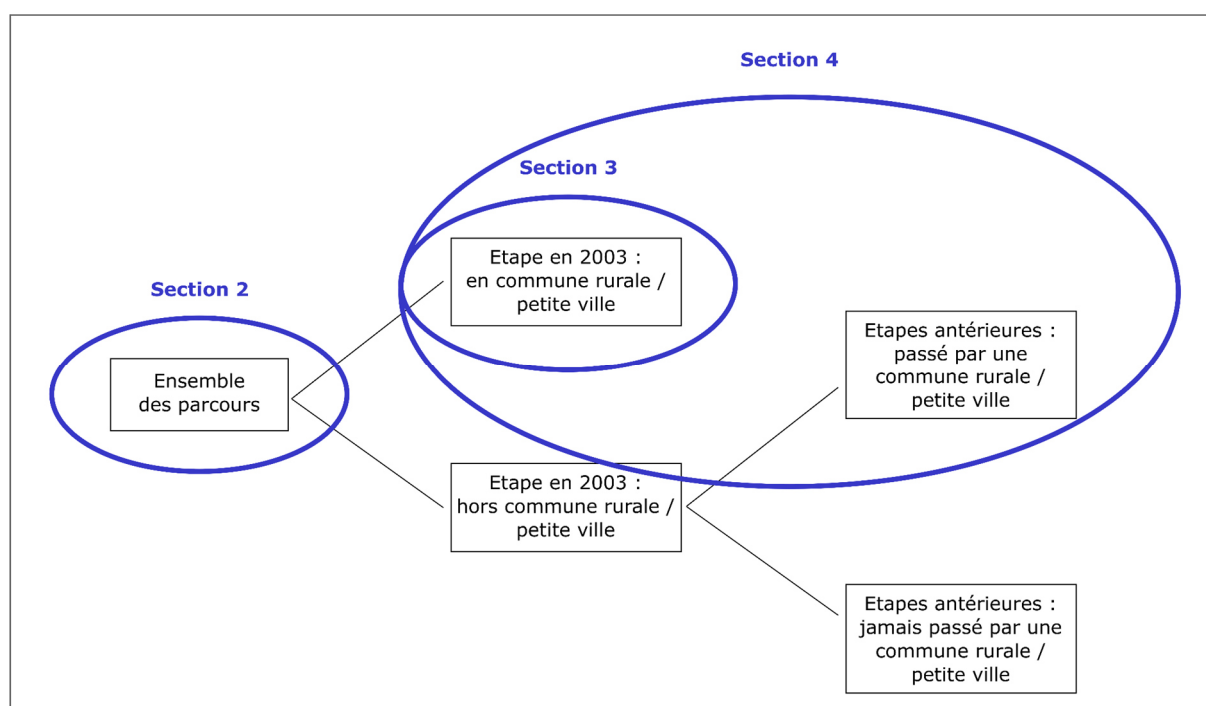 Section 4
Section 3
Etape en 2003 :
en commune rurale /
petite ville
Section 2
Ensemble
des parcours
Etapes antérieures :
passé par une
commune rurale /
petite ville
Etape en 2003 :
hors commune rurale /
petite ville
Etapes antérieures :
jamais passé par une
commune rurale /
petite ville